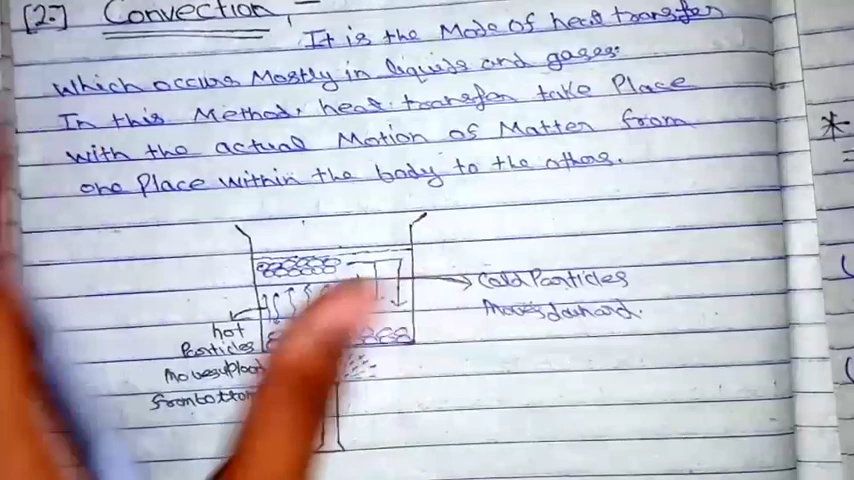 [2.] Convection :-
It is the Mode of heat transfer
which occurs Mostly in liquids and gases.
In this Method, heat transfer take Place
with the actual Motion of Matter from
one Place within the body to the other.
Cold Particles
Moves
hot
Particles
Moves
from bottom